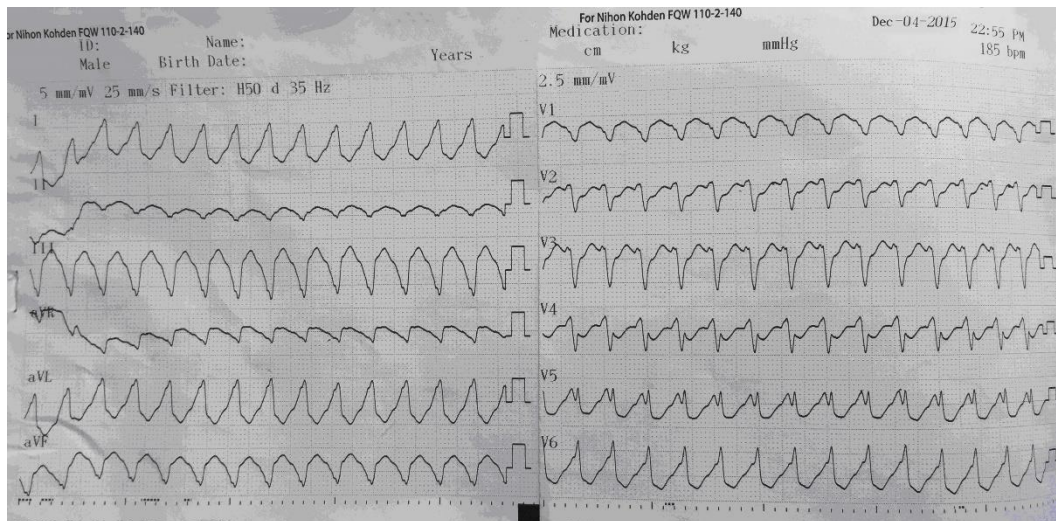 or Nihon Kohden FQW 110-2-140
ID: Name:
Male Birth Date: Years
5 mm/mV 25 mm/s Filter: H50 d 35 Hz
I
II
III
aVR
aVL
aVF
For Nihon Kohden FQW 110-2-140
Medication: Dec-04-2015 22:55 PM
cm kg mmHg 185 bpm
2.5 mm/mV
V1
V2
V3
V4
V5
V6